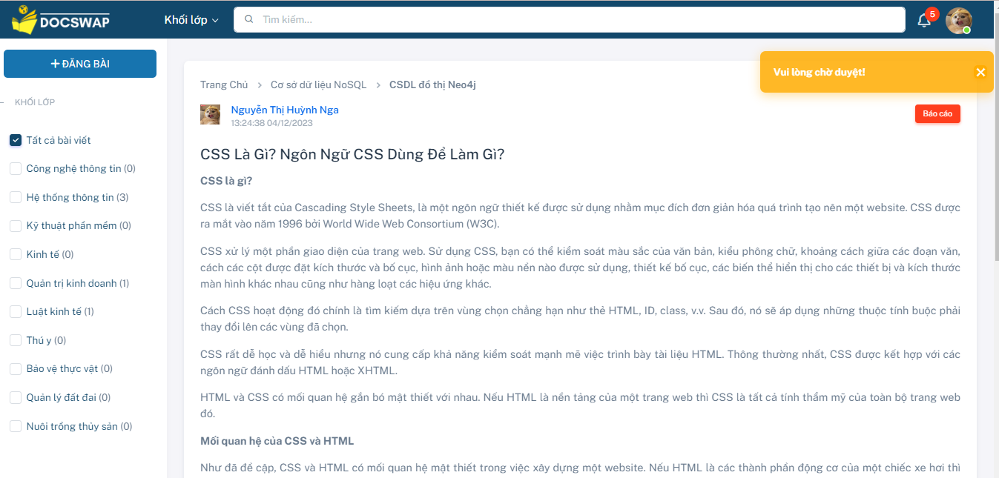 DOCSWAP
Khối lớp
Tìm kiếm...
5
ĐĂNG BÀI
KHỐI LỚP
Tất cả bài viết
Công nghệ thông tin (0)
Hệ thống thông tin (3)
Kỹ thuật phần mềm (0)
Kinh tế (0)
Quản trị kinh doanh (1)
Luật kinh tế (1)
Thú y (0)
Bảo vệ thực vật (0)
Quản lý đất đai (0)
Nuôi trồng thủy sản (0)
Vui lòng chờ duyệt!
Trang Chủ > Cơ sở dữ liệu NoSQL > CSDL đồ thị Neo4j
Nguyễn Thị Huỳnh Nga
13:24:38 04/12/2023
Báo cáo
CSS Là Gì? Ngôn Ngữ CSS Dùng Để Làm Gì?
CSS là gì?
CSS là viết tắt của Cascading Style Sheets, là một ngôn ngữ thiết kế được sử dụng nhằm mục đích đơn giản hóa quá trình tạo nên một website. CSS được
ra mắt vào năm 1996 bởi World Wide Web Consortium (W3C).
CSS xử lý một phần giao diện của trang web. Sử dụng CSS, bạn có thể kiểm soát màu sắc của văn bản, kiểu phông chữ, khoảng cách giữa các đoạn văn,
cách các cột được đặt kích thước và bố cục, hình ảnh hoặc màu nền nào được sử dụng, thiết kế bố cục, các biến thể hiển thị cho các thiết bị và kích thước
màn hình khác nhau cũng như hàng loạt các hiệu ứng khác.
Cách CSS hoạt động đó chính là tìm kiếm dựa trên vùng chọn chẳng hạn như thẻ HTML, ID, class, v.v. Sau đó, nó sẽ áp dụng những thuộc tính buộc phải
thay đổi lên các vùng đã chọn.
CSS rất dễ học và dễ hiểu nhưng nó cung cấp khả năng kiểm soát mạnh mẽ việc trình bày tài liệu HTML. Thông thường nhất, CSS được kết hợp với các
ngôn ngữ đánh dấu HTML hoặc XHTML.
HTML và CSS có mối quan hệ gắn bó mật thiết với nhau. Nếu HTML là nền tảng của một trang web thì CSS là tất cả tính thẩm mỹ của toàn bộ trang web
đó.
Mối quan hệ của CSS và HTML
Như đã đề cập, CSS và HTML có mối quan hệ mật thiết trong việc xây dựng một website. Nếu HTML là các thành phần động cơ của một chiếc xe hơi thì